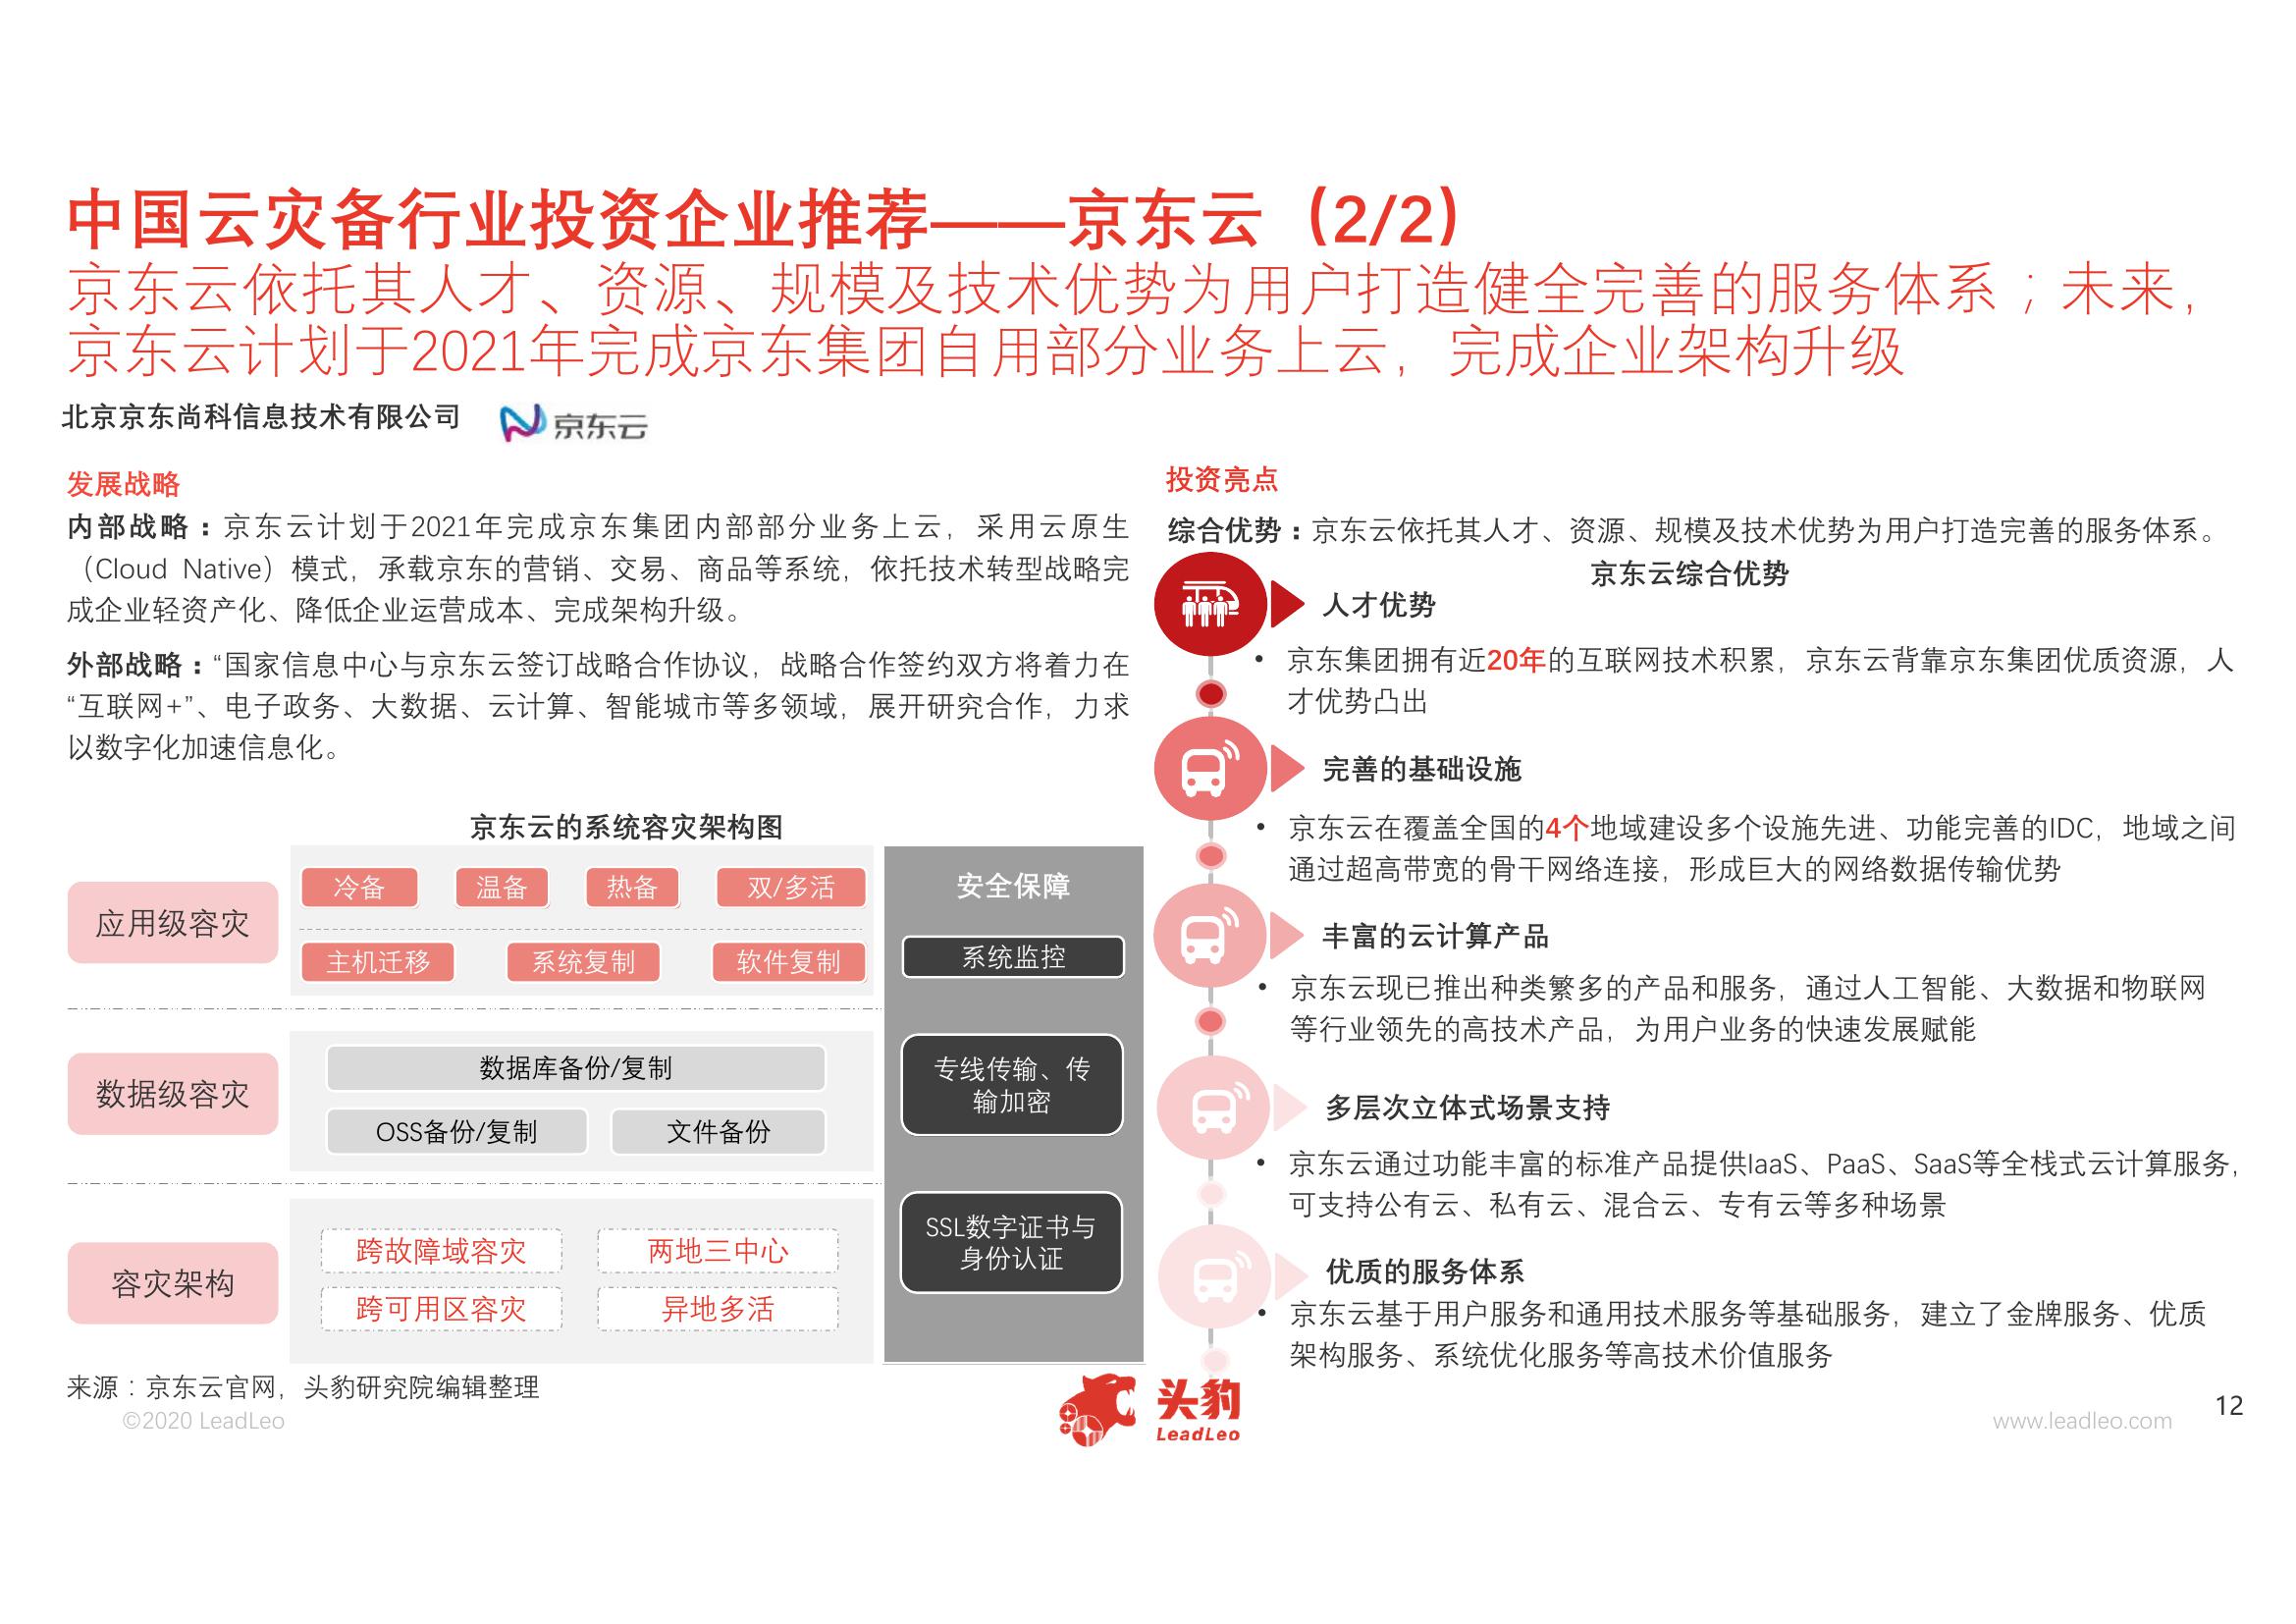 中国云灾备行业投资企业推荐——京东云（2/2）
京东云依托其人才、资源、规模及技术优势为用户打造健全完善的服务体系；未来，
京东云计划于2021年完成京东集团自用部分业务上云，完成企业架构升级
北京京东尚科信息技术有限公司
京东云
发展战略
内部战略：京东云计划于2021年完成京东集团内部部分业务上云，采用云原生
（Cloud Native）模式，承载京东的营销、交易、商品等系统，依托技术转型战略完
成企业轻资产化、降低企业运营成本、完成架构升级。
外部战略：“国家信息中心与京东云签订战略合作协议，战略合作签约双方将着力在
“互联网+”、电子政务、大数据、云计算、智能城市等多领域，展开研究合作，力求
以数字化加速信息化。
京东云的系统容灾架构图
应用级容灾
冷备
温备
热备
双/多活
主机迁移
系统复制
软件复制
数据级容灾
数据库备份/复制
OSS备份/复制
文件备份
容灾架构
跨故障域容灾
两地三中心
跨可用区容灾
异地多活
安全保障
系统监控
专线传输、传
输加密
SSL数字证书与
身份认证
来源：京东云官网，头豹研究院编辑整理
投资亮点
综合优势：京东云依托其人才、资源、规模及技术优势为用户打造完善的服务体系。
京东云综合优势
人才优势
• 京东集团拥有近20年的互联网技术积累，京东云背靠京东集团优质资源，人
才优势凸出
完善的基础设施
• 京东云在覆盖全国的4个地域建设多个设施先进、功能完善的IDC，地域之间
通过超高带宽的骨干网络连接，形成巨大的网络数据传输优势
丰富的云计算产品
• 京东云现已推出种类繁多的产品和服务，通过人工智能、大数据和物联网
等行业领先的高技术产品，为用户业务的快速发展赋能
多层次立体式场景支持
• 京东云通过功能丰富的标准产品提供IaaS、PaaS、SaaS等全栈式云计算服务，
可支持公有云、私有云、混合云、专有云等多种场景
优质的服务体系
• 京东云基于用户服务和通用技术服务等基础服务，建立了金牌服务、优质
架构服务、系统优化服务等高技术价值服务
©2020 LeadLeo
头豹
LeadLeo
www.leadleo.com
12